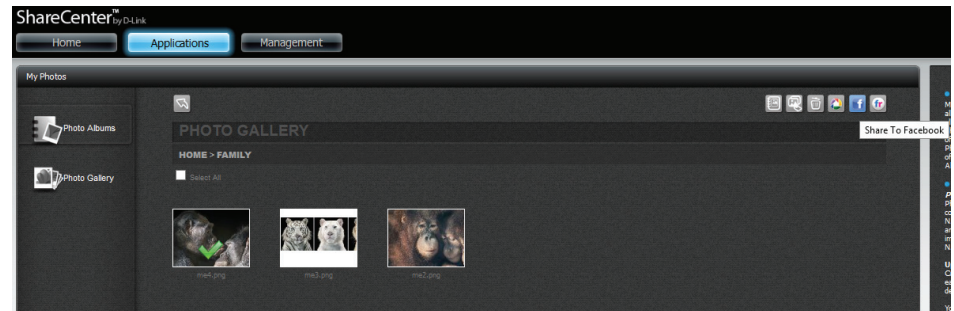 ShareCenter™ by D-Link
Home Applications Management
My Photos
Photo Albums
Photo Gallery
PHOTO GALLERY
Share To Facebook
HOME > FAMILY
Select All
me4.png me3.png me2.png